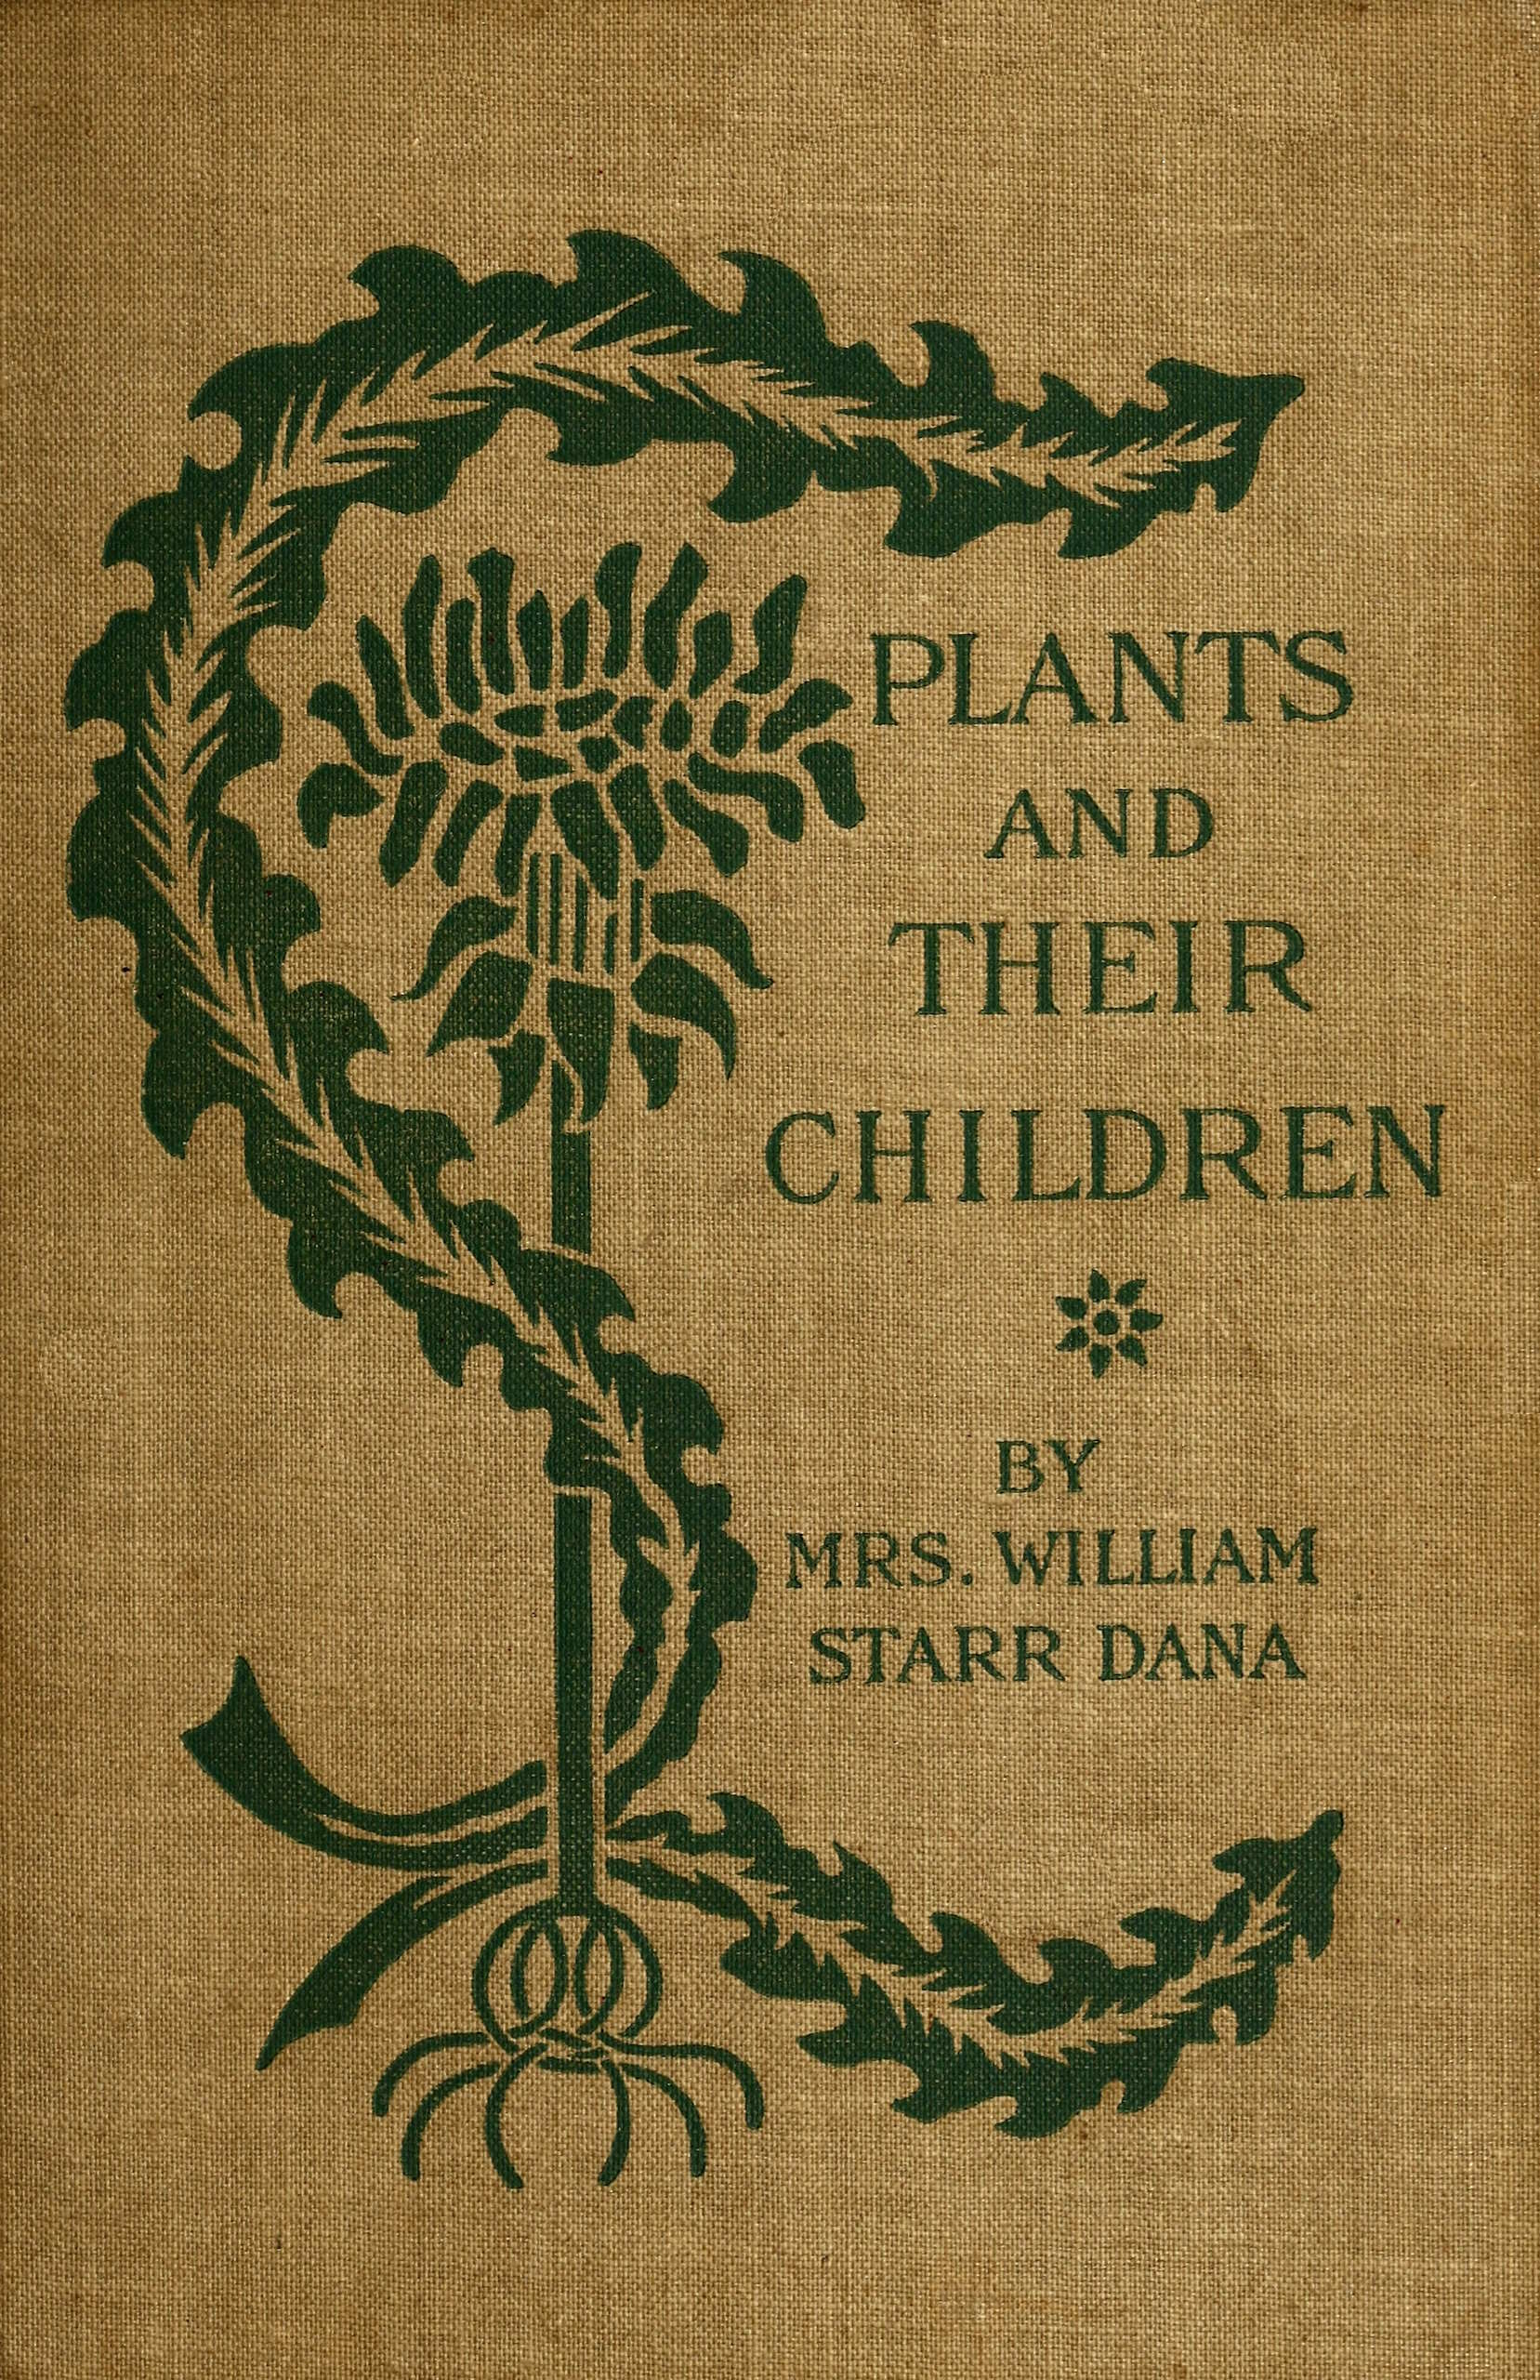 PLANTS
AND
THEIR
CHILDREN
BY
MRS. WILLIAM
STARR DANA